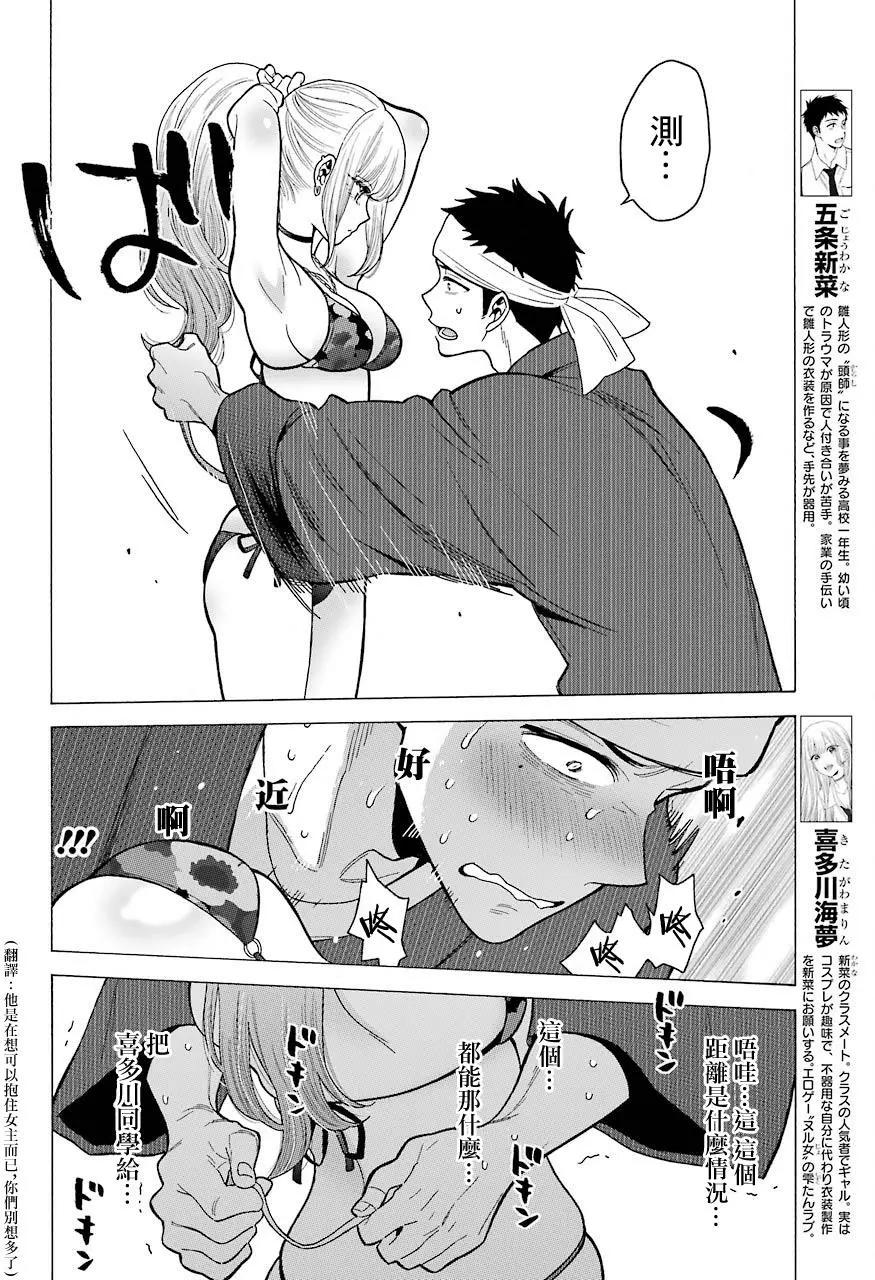 測…
ば
五条新菜
ごじょうわかな
雛人形の〝頭師〟になる事を夢みる高校一年生。幼い頃
のトラウマが原因で人付き合いが苦手。家業の手伝い
で雛人形の衣装を作るなど、手先が器用。
唔啊，
好
近
啊
!!!
咚
咚
喜多川海夢
きたがわまりん
新菜のクラスメート。クラスの人気者でギャル。実は
コスプレが趣味で、不器用な自分に代わり衣装製作
を新菜にお願いする。エロゲー〝ヌル女〟の雫たんラブ。
唔哇…這這個
距離是什麼情況…
這個…
都能那什麼…
把
喜多川同學給…
ドキン
ドキン
(翻譯：他是在想可以抱住女主而已，你們別想多了)